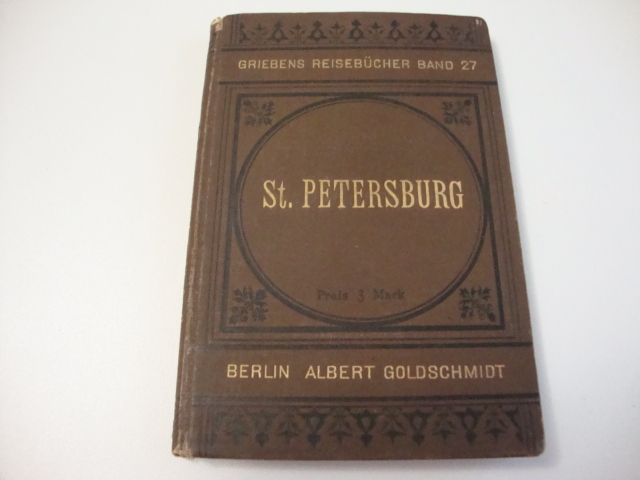 GRIEBENS REISEBÜCHER BAND 27
St. PETERSBURG
Preis 3 Mark
BERLIN ALBERT GOLDSCHMIDT